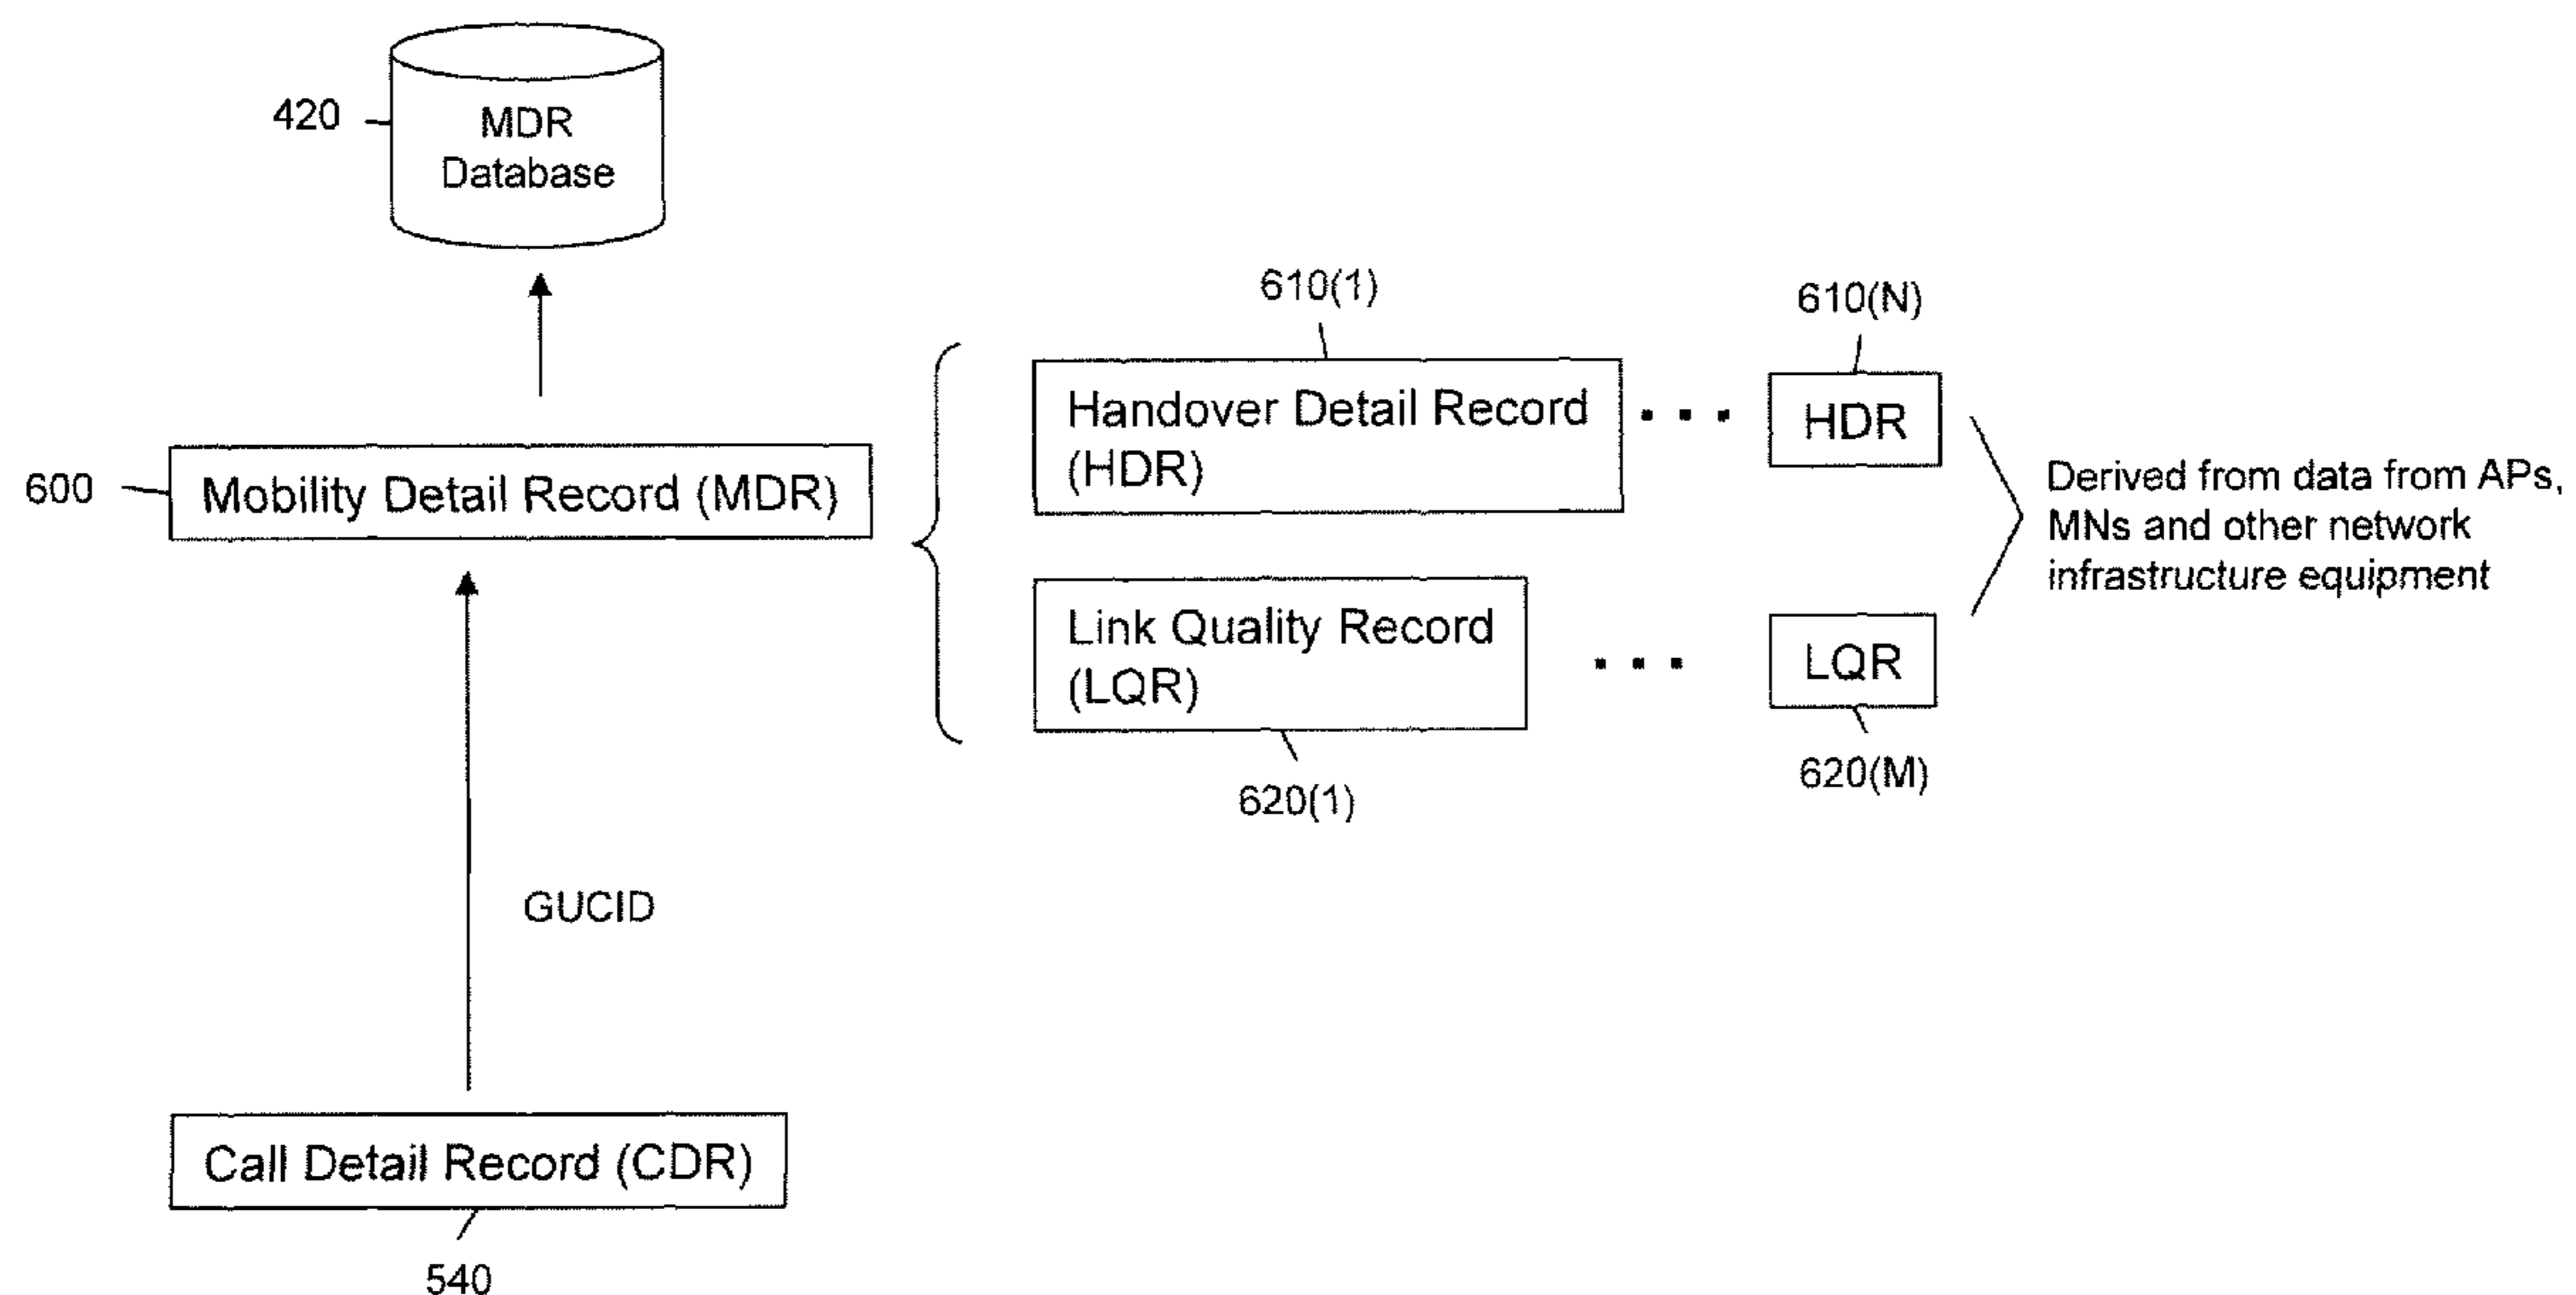 420
MDR
Database
610(1)
610(N)
Handover Detail Record
(HDR)
HDR
600
Mobility Detail Record (MDR)
Derived from data from APs,
MNs and other network
infrastructure equipment
Link Quality Record
(LQR)
LQR
620(1)
620(M)
GUCID
Call Detail Record (CDR)
540